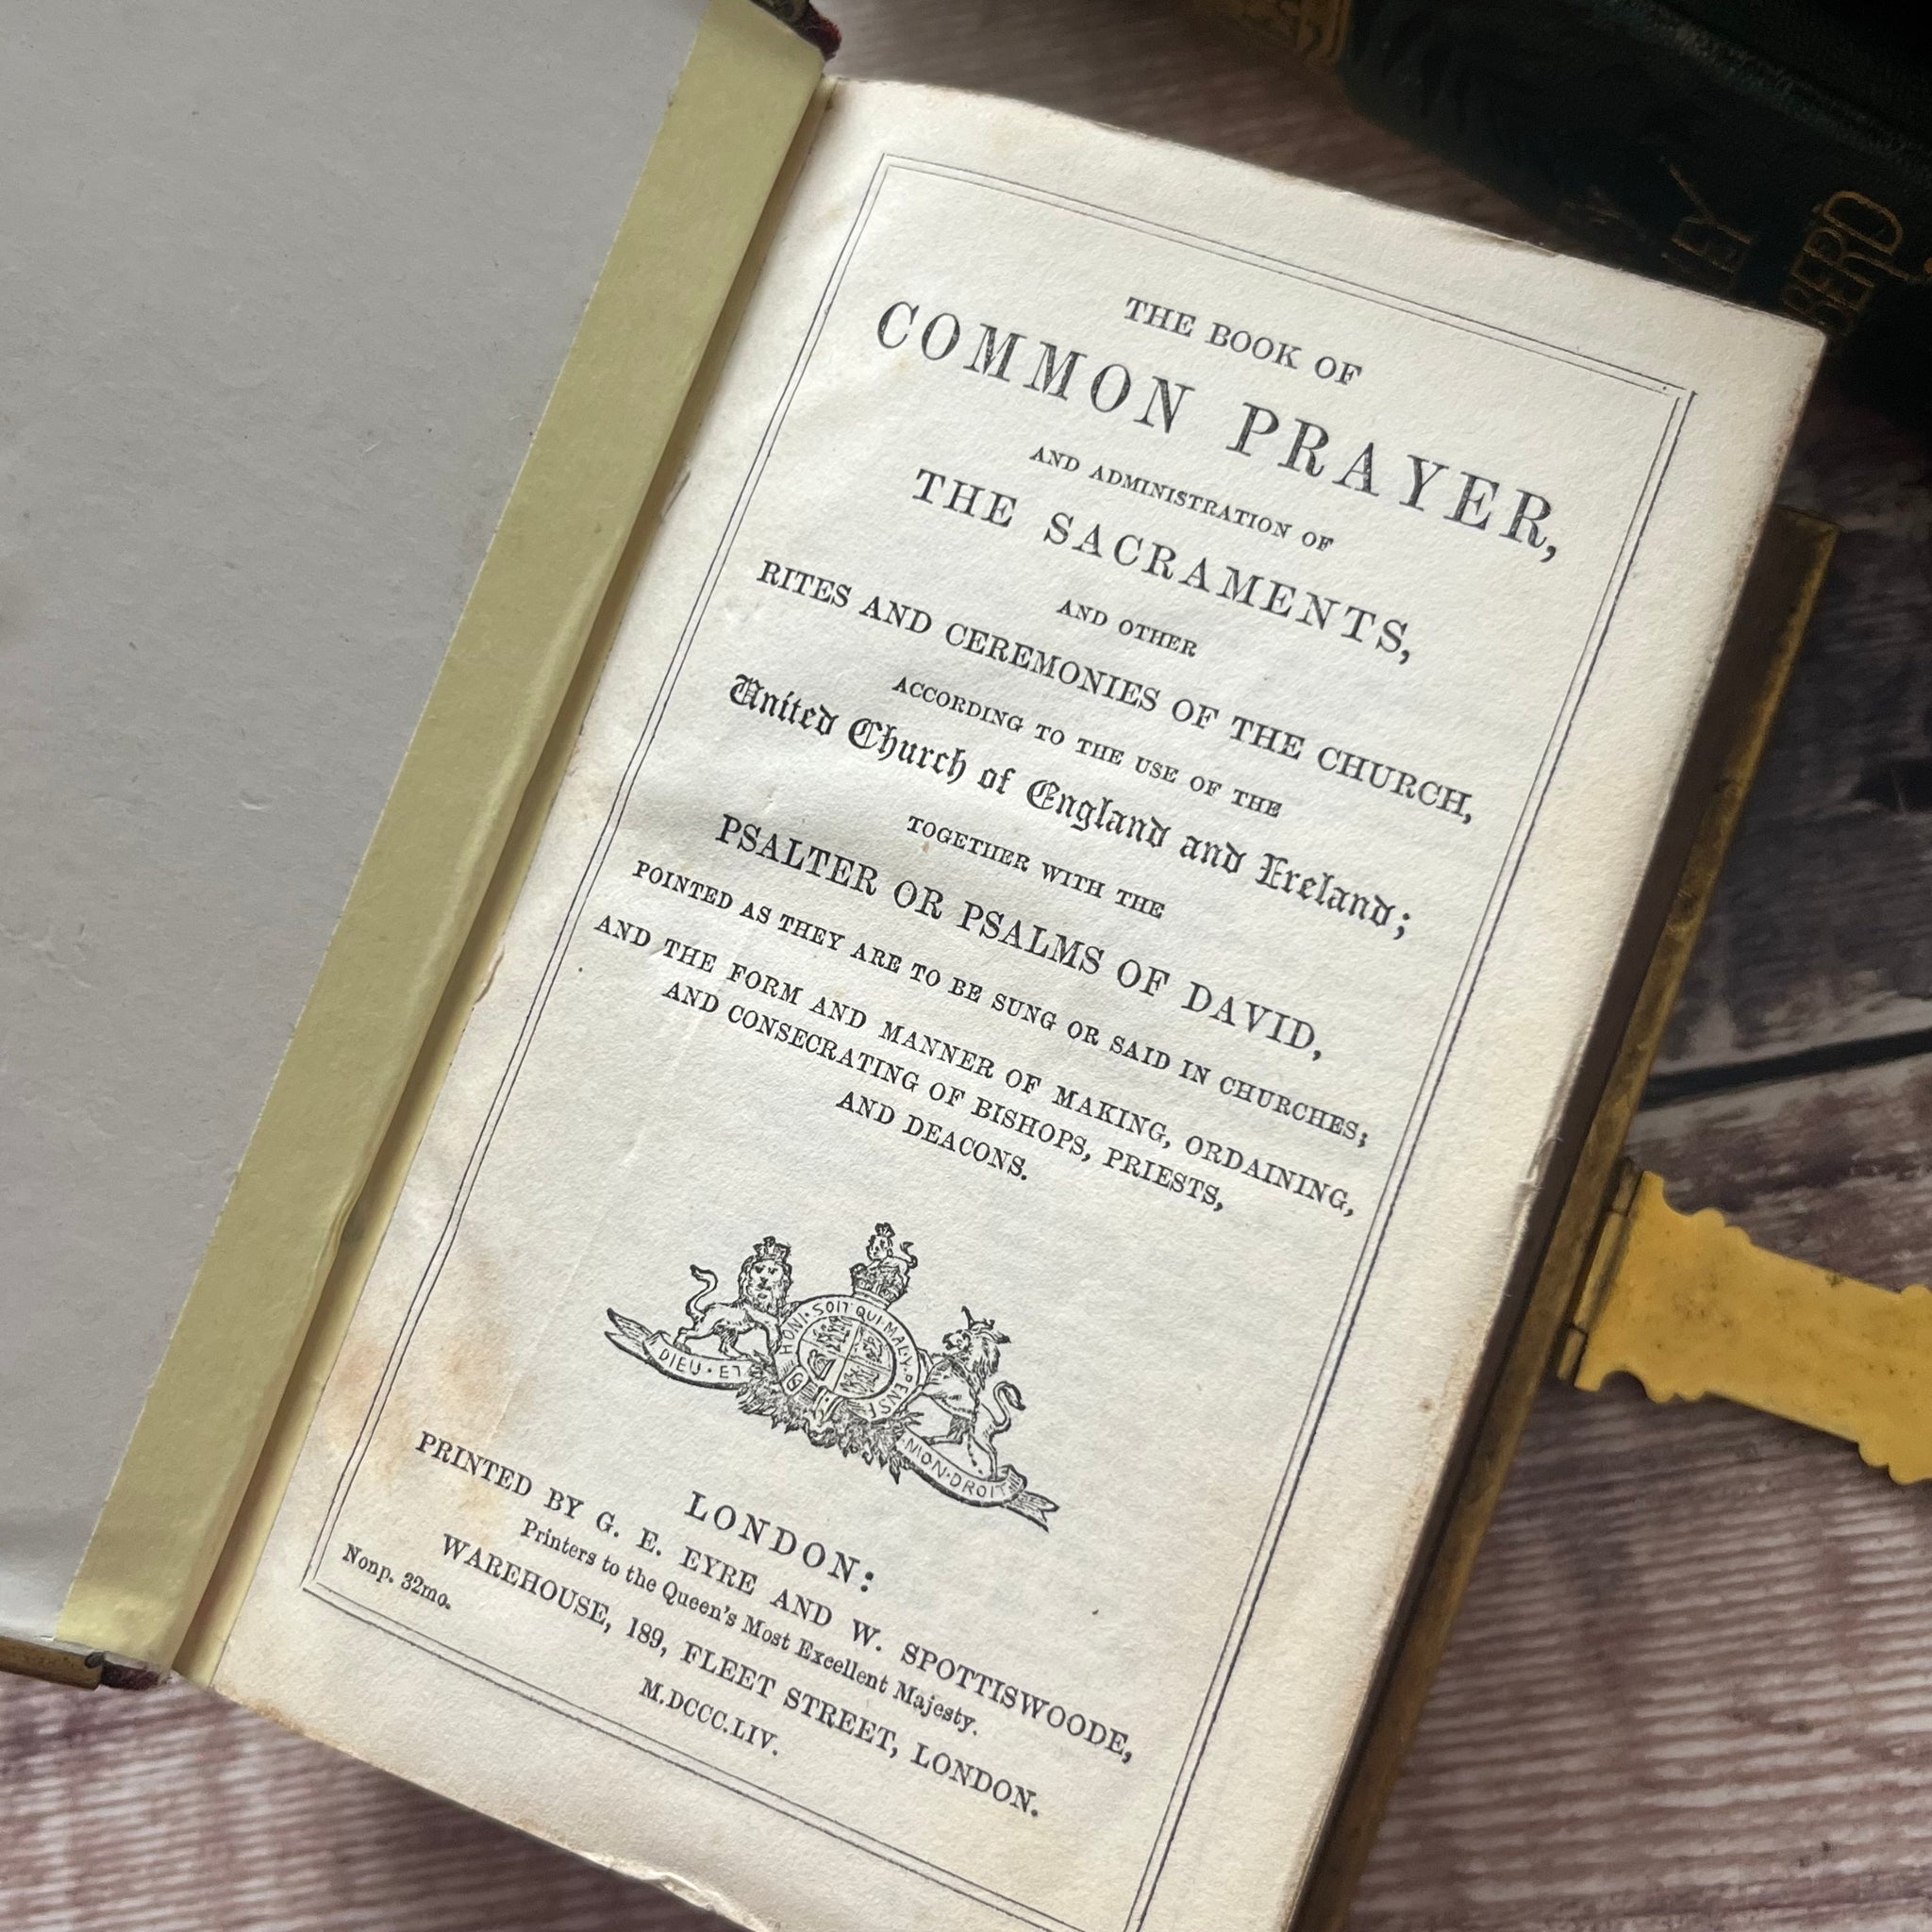 THE BOOK OF
COMMON PRAYER,
AND ADMINISTRATION OF
THE SACRAMENTS,
AND OTHER
RITES AND CEREMONIES OF THE CHURCH,
ACCORDING TO THE USE OF THE
United Church of England and Ireland;
TOGETHER WITH THE
PSALTER OR PSALMS OF DAVID,
POINTED AS THEY ARE TO BE SUNG OR SAID IN CHURCHES;
AND THE FORM AND MANNER OF MAKING, ORDAINING,
AND CONSECRATING OF BISHOPS, PRIESTS,
AND DEACONS.
HONI·SOIT·QUI·MAL·Y·PENSE
DIEU·ET
MON·DROIT
LONDON:
PRINTED BY G. E. EYRE AND W. SPOTTISWOODE,
Printers to the Queen's Most Excellent Majesty.
WAREHOUSE, 189, FLEET STREET, LONDON.
Nonp. 32mo.
M.DCCC.LIV.